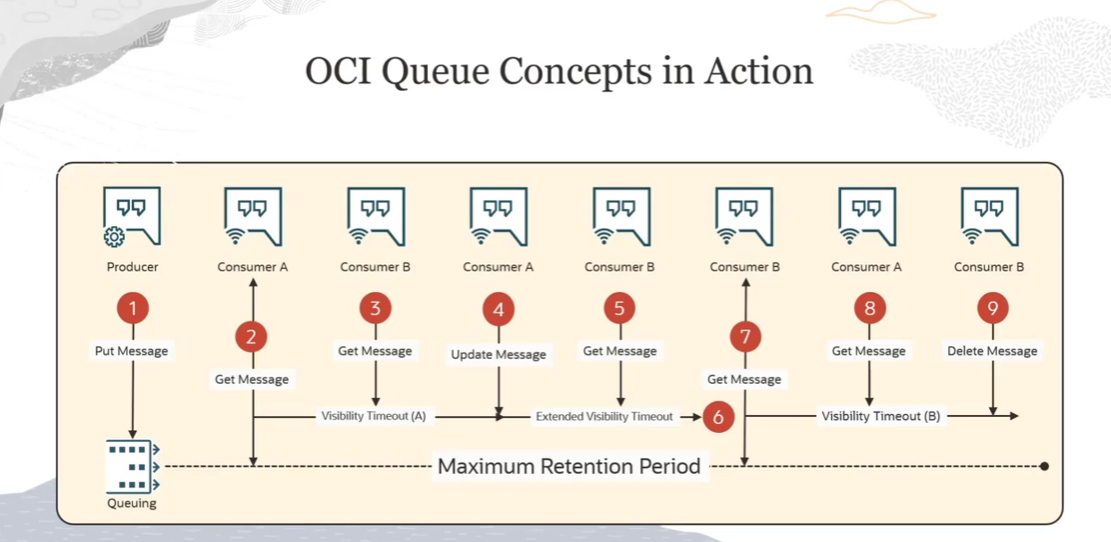 OCI Queue Concepts in Action
Producer
Consumer A
Consumer B
Consumer A
Consumer B
Consumer B
Consumer A
Consumer B
1
2
3
4
5
7
8
9
Put Message
Get Message
Get Message
Update Message
Get Message
Get Message
Get Message
Delete Message
Visibility Timeout (A)
Extended Visibility Timeout
6
Visibility Timeout (B)
Maximum Retention Period
Queuing